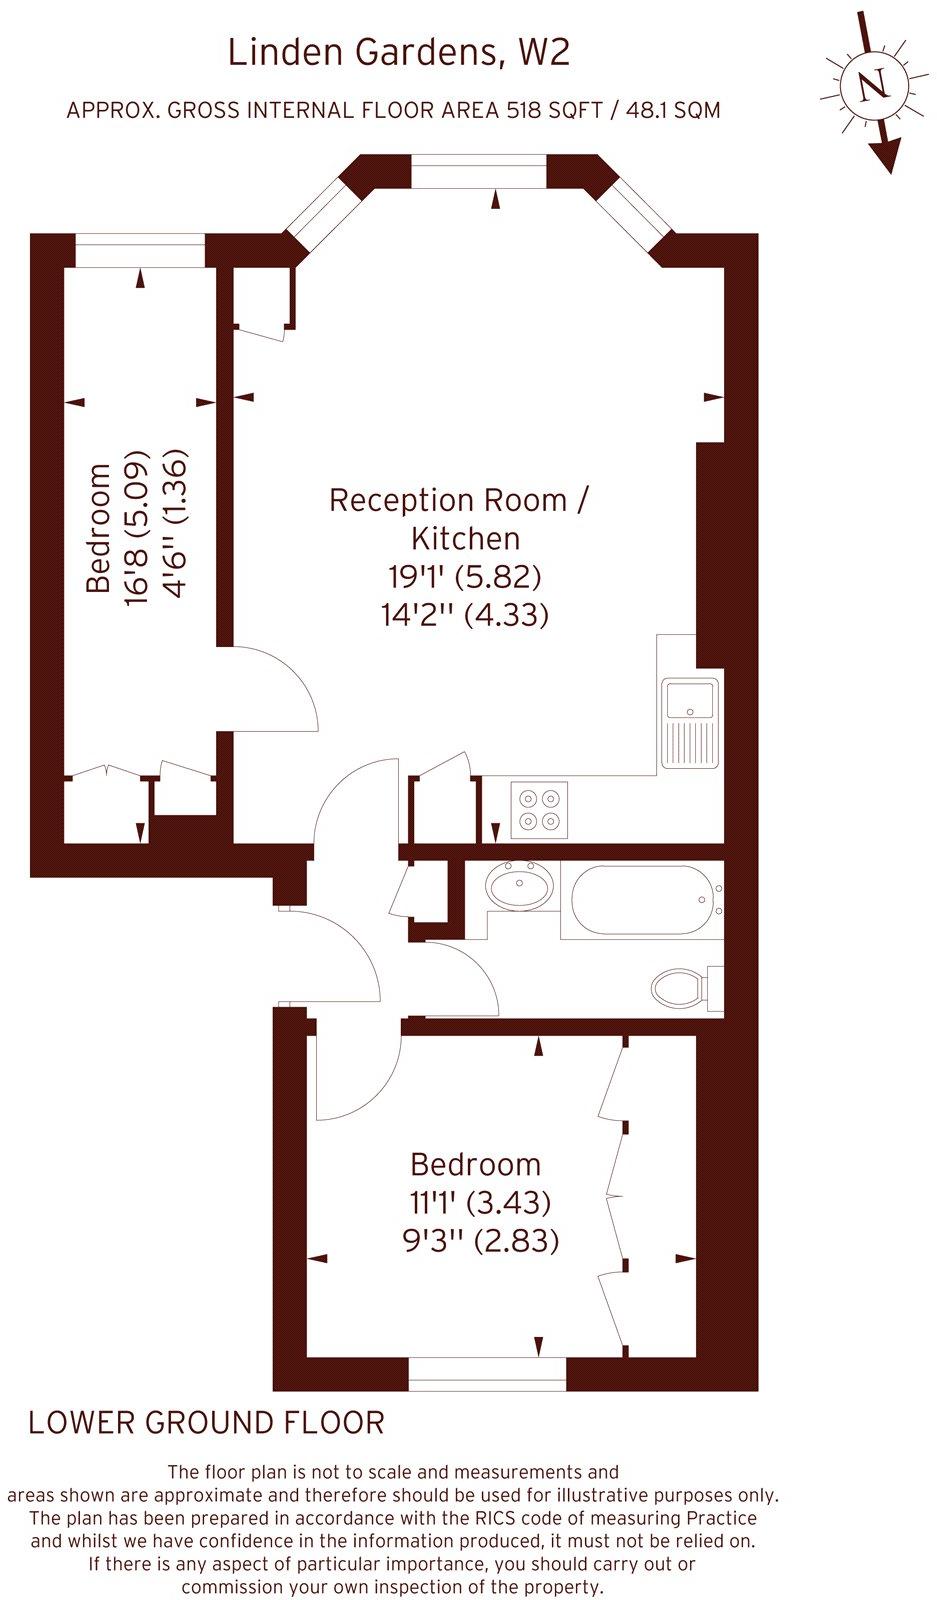 Linden Gardens, W2
APPROX. GROSS INTERNAL FLOOR AREA 518 SQFT / 48.1 SQM
N
Bedroom
16'8 (5.09)
4'6" (1.36)
Reception Room /
Kitchen
19'1' (5.82)
14'2" (4.33)
Bedroom
11'1' (3.43)
9'3" (2.83)
LOWER GROUND FLOOR
The floor plan is not to scale and measurements and
areas shown are approximate and therefore should be used for illustrative purposes only.
The plan has been prepared in accordance with the RICS code of measuring Practice
and whilst we have confidence in the information produced, it must not be relied on.
If there is any aspect of particular importance, you should carry out or
commission your own inspection of the property.